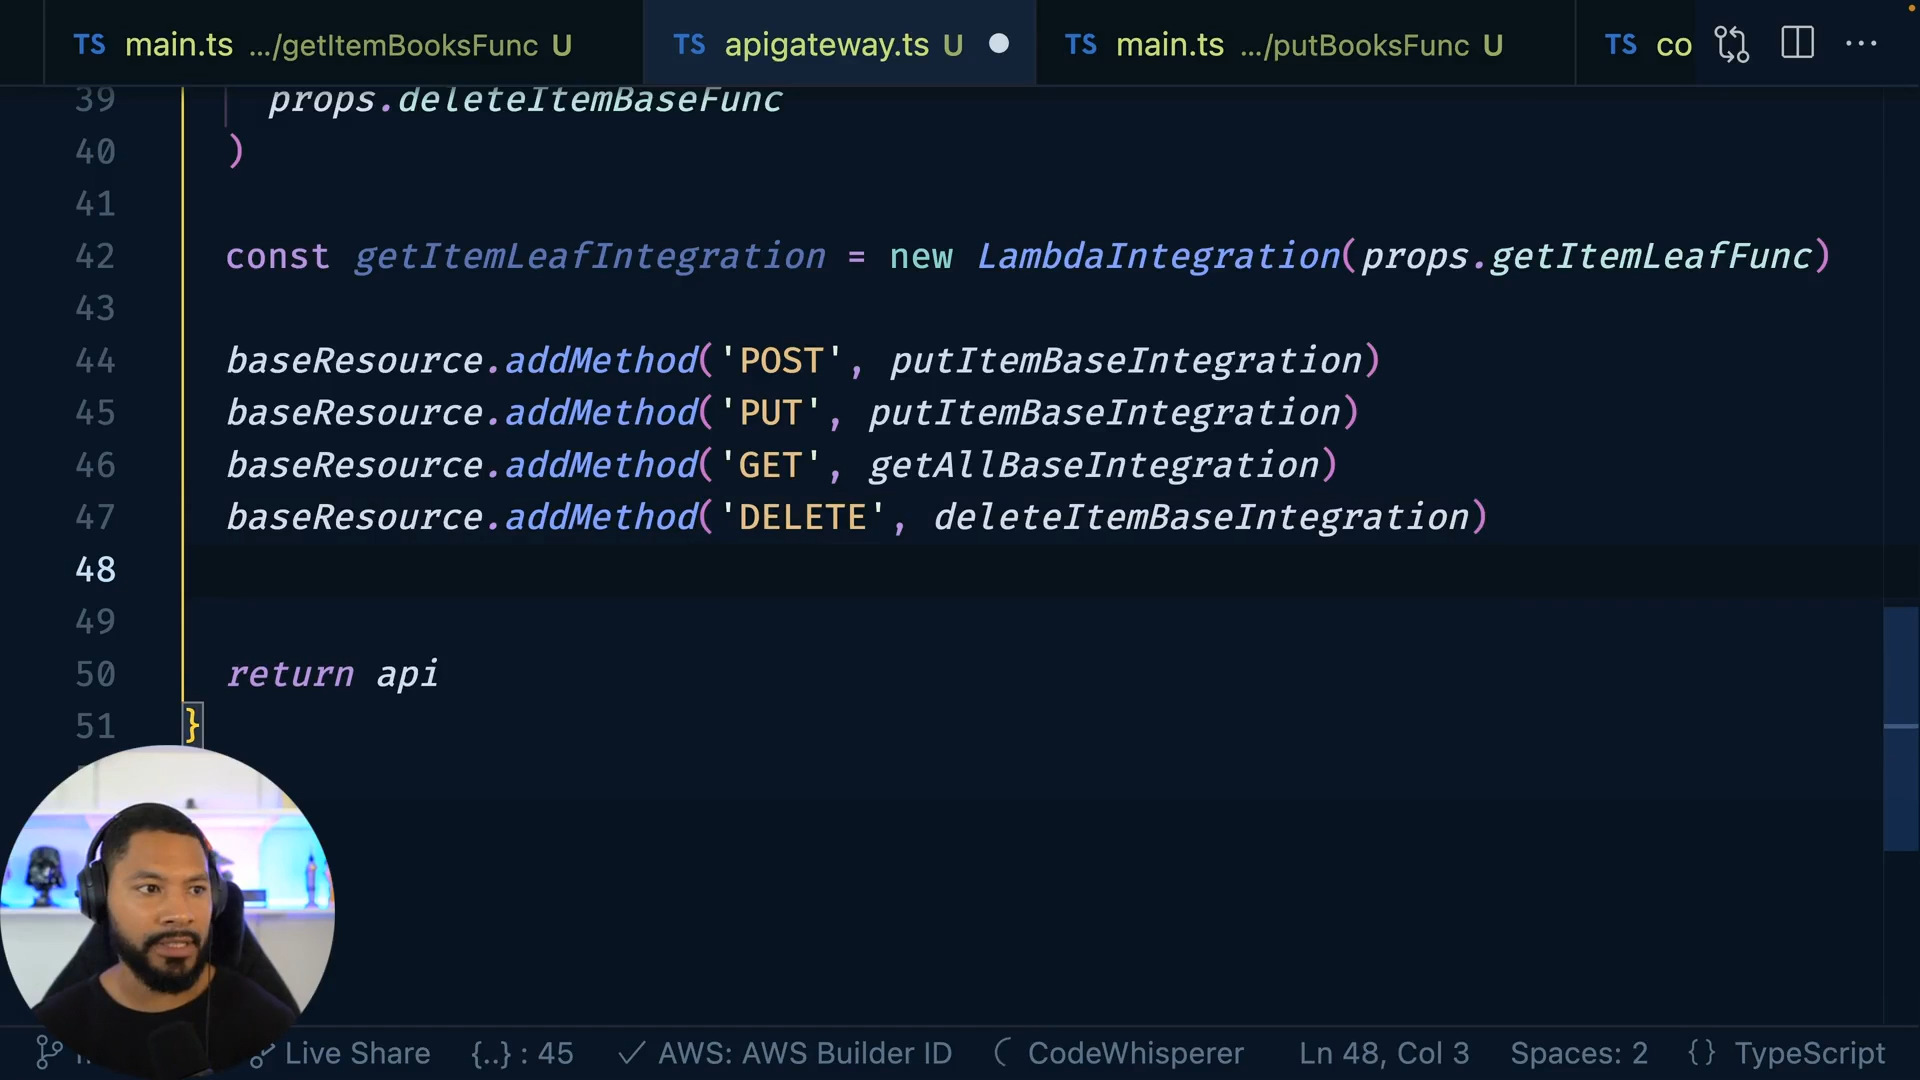 TS main.ts .../getItemBooksFunc U TS apigateway.ts U TS main.ts .../putBooksFunc U TS co
39 props.deleteItemBaseFunc
40 )
41
42 const getItemLeafIntegration = new LambdaIntegration(props.getItemLeafFunc)
43
44 baseResource.addMethod('POST', putItemBaseIntegration)
45 baseResource.addMethod('PUT', putItemBaseIntegration)
46 baseResource.addMethod('GET', getAllBaseIntegration)
47 baseResource.addMethod('DELETE', deleteItemBaseIntegration)
48
49
50 return api
51 }
Live Share {..} : 45 AWS: AWS Builder ID CodeWhisperer Ln 48, Col 3 Spaces: 2 {} TypeScript